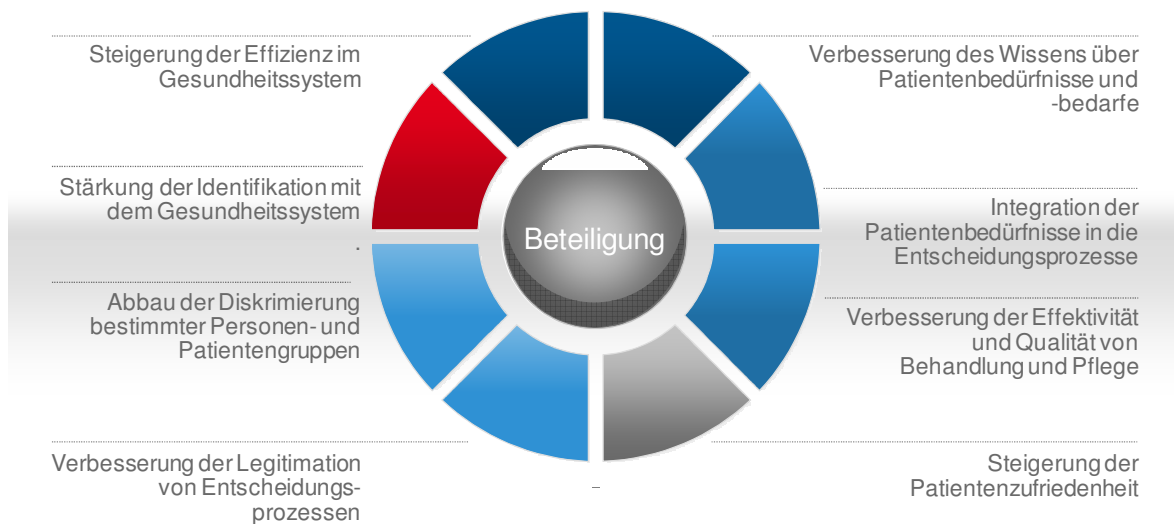 Steigerung der Effizienz im
Gesundheitssystem
Stärkung der Identifikation mit
dem Gesundheitssystem
.
Abbau der Diskrimierung
bestimmter Personen- und
Patientengruppen
Verbesserung der Legitimation
von Entscheidungs-
prozessen
Beteiligung
–
Verbesserung des Wissens über
Patientenbedürfnisse und
-bedarfe
Integration der
Patientenbedürfnisse in die
Entscheidungsprozesse
Verbesserung der Effektivität
und Qualität von
Behandlung und Pflege
Steigerung der
Patientenzufriedenheit